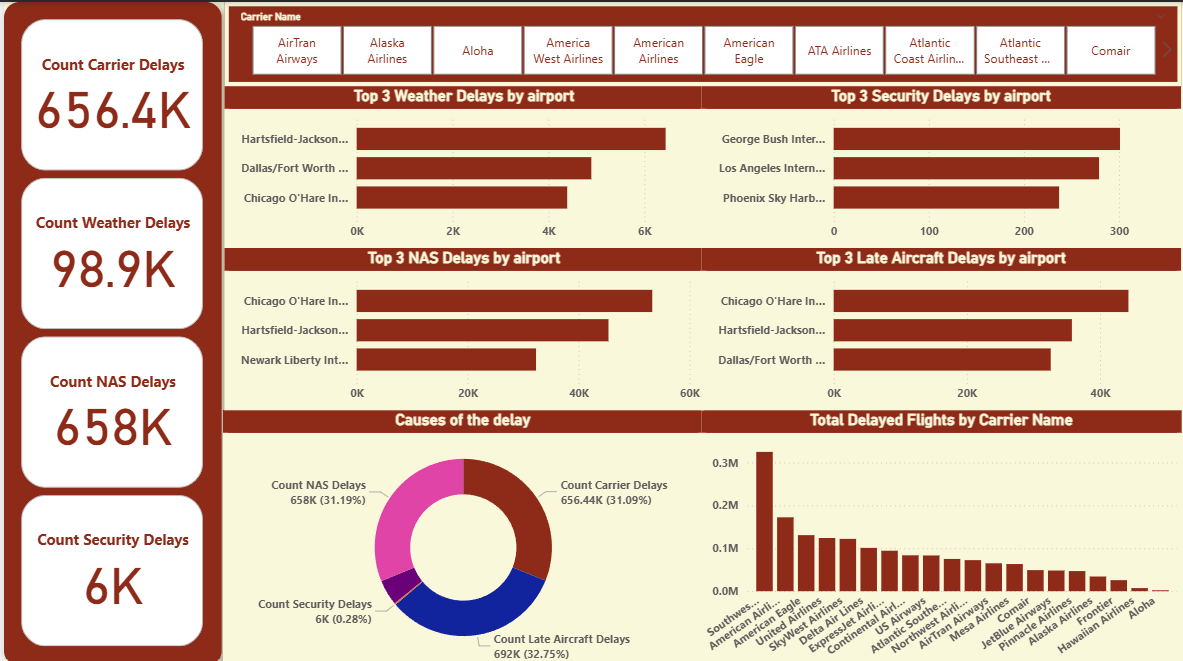 Count Carrier Delays
656.4K
Count Weather Delays
98.9K
Count NAS Delays
658K
Count Security Delays
6K
Carrier Name
AirTran
Airways
Alaska
Airlines
Aloha
America
West Airlines
American
Airlines
American
Eagle
ATA Airlines
Atlantic
Coast Airlin...
Atlantic
Southeast ...
Comair
Top 3 Weather Delays by airport
Hartsfield-Jackson...
Dallas/Fort Worth ...
Chicago O'Hare In...
0K 2K 4K 6K
Top 3 Security Delays by airport
George Bush Inter...
Los Angeles Intern...
Phoenix Sky Harb...
0 100 200 300
Top 3 NAS Delays by airport
Chicago O'Hare In...
Hartsfield-Jackson...
Newark Liberty Int...
0K 20K 40K 60K
Top 3 Late Aircraft Delays by airport
Chicago O'Hare In...
Hartsfield-Jackson...
Dallas/Fort Worth ...
0K 20K 40K
Causes of the delay
Count NAS Delays
658K (31.19%)
Count Carrier Delays
656.44K (31.09%)
Count Security Delays
6K (0.28%)
Count Late Aircraft Delays
692K (32.75%)
Total Delayed Flights by Carrier Name
0.3M
0.2M
0.1M
0.0M
Southwes...
American Airli...
American Eagle
United Airlines
SkyWest Airlines
Delta Air Lines
ExpressJet Airli...
Continental Airl...
US Airways
Atlantic Southe...
Northwest Airli...
AirTran Airways
Mesa Airlines
Comair
JetBlue Airways
Pinnacle Airlines
Alaska Airlines
Frontier
Hawaiian Airlines
Aloha